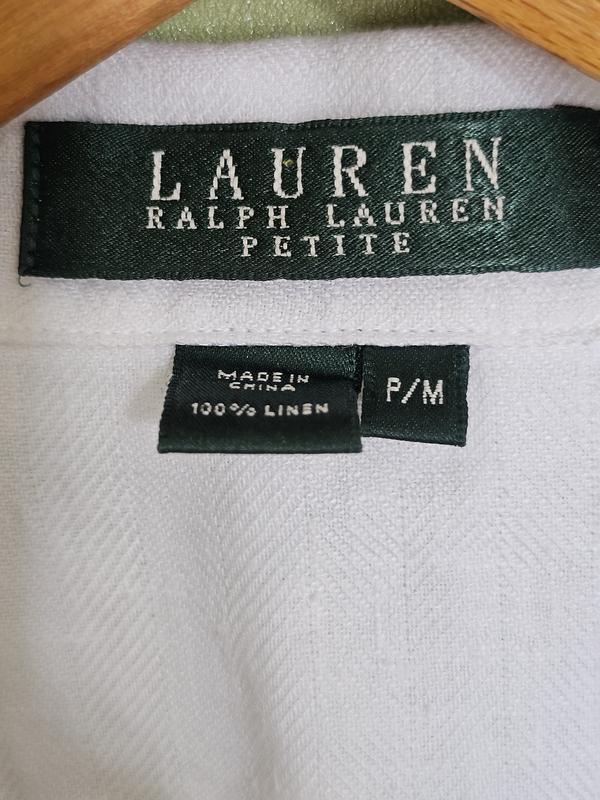 LAUREN
RALPH LAUREN
PETITE
MADE IN
CHINA
100% LINEN
P/M